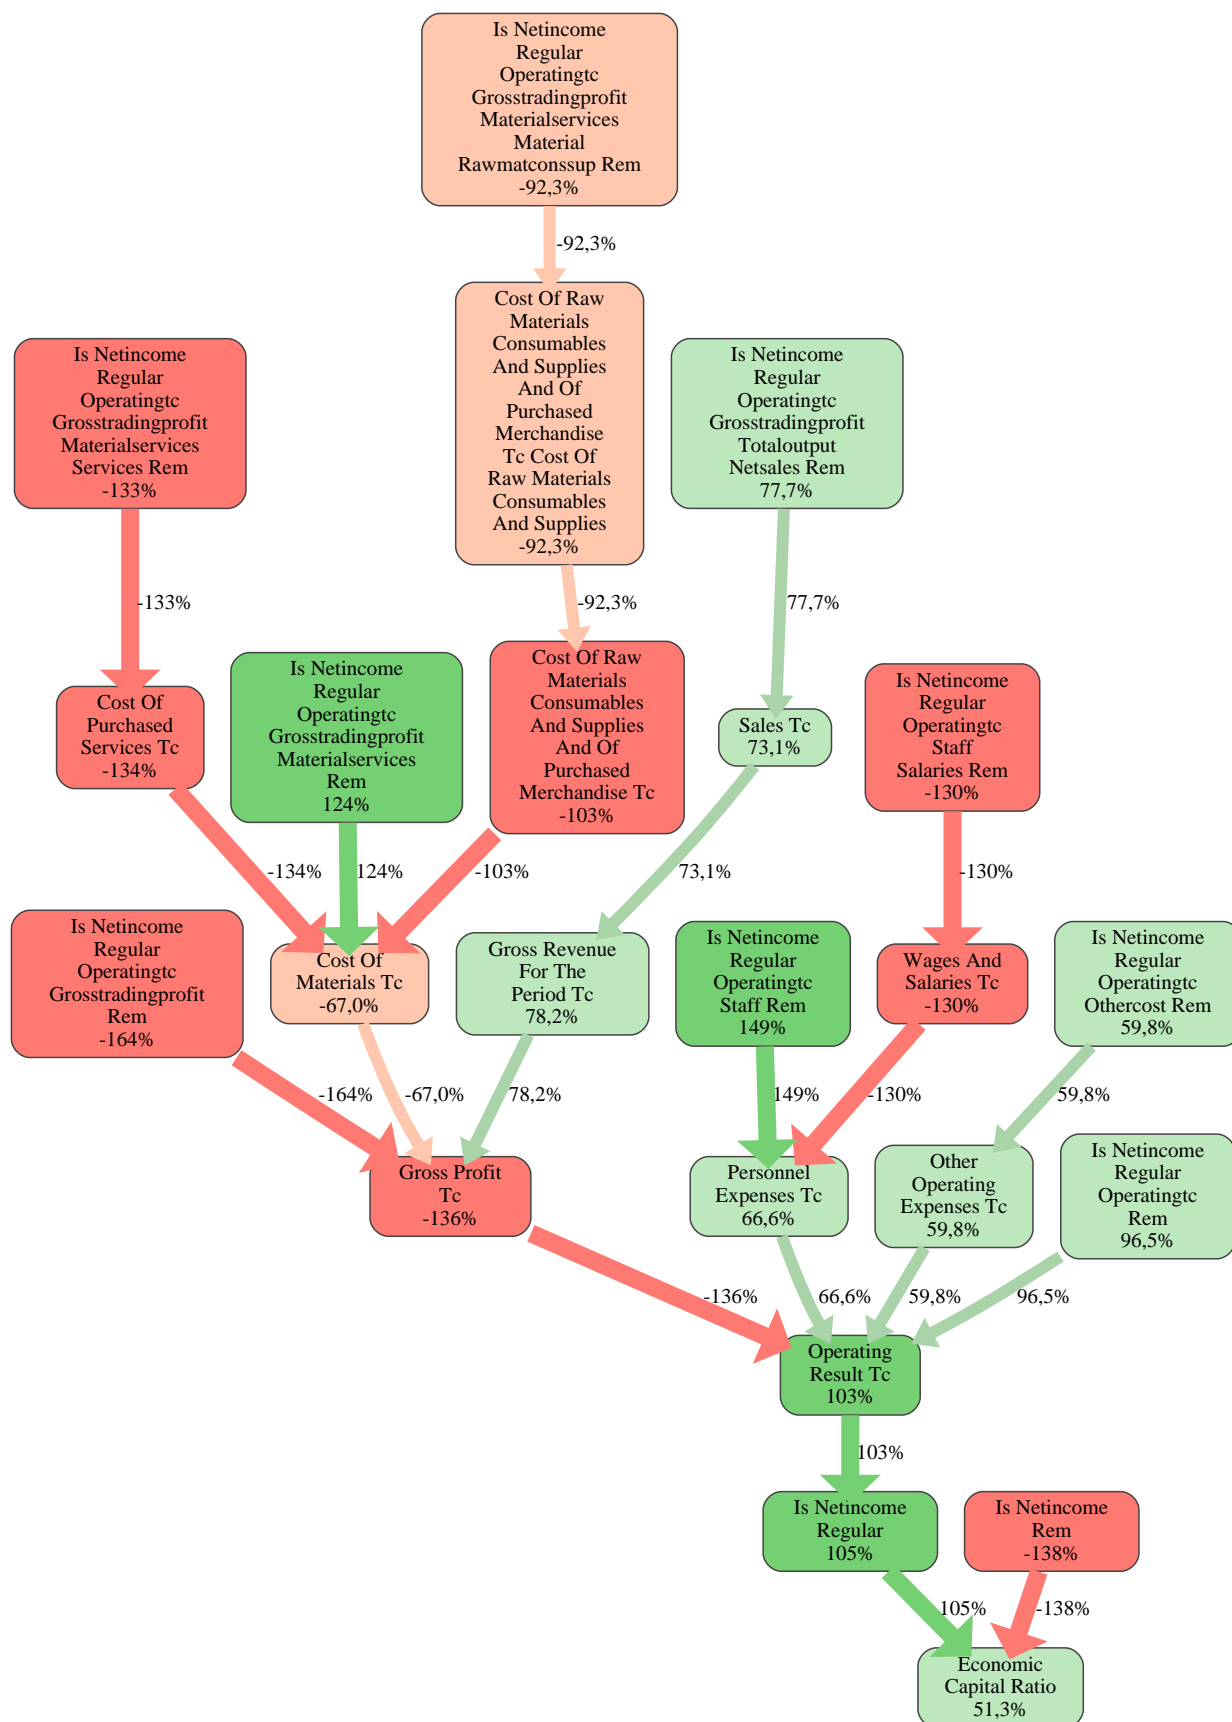 Is Netincome
Regular
Operatingtc
Grosstradingprofit
Materialservices
Material
Rawmatconssup Rem
-92,3%
-92,3%
Cost Of Raw
Materials
Consumables
And Supplies
And Of
Purchased
Merchandise
Tc Cost Of
Raw Materials
Consumables
And Supplies
-92,3%
Is Netincome
Regular
Operatingtc
Grosstradingprofit
Materialservices
Services Rem
-133%
Is Netincome
Regular
Operatingtc
Grosstradingprofit
Totaloutput
Netsales Rem
77,7%
-133%
-92,3%
77,7%
Cost Of
Purchased
Services Tc
-134%
Is Netincome
Regular
Operatingtc
Grosstradingprofit
Materialservices
Rem
124%
Cost Of Raw
Materials
Consumables
And Supplies
And Of
Purchased
Merchandise Tc
-103%
Sales Tc
73,1%
Is Netincome
Regular
Operatingtc
Staff
Salaries Rem
-130%
-134%
124%
-103%
73,1%
-130%
Is Netincome
Regular
Operatingtc
Grosstradingprofit
Rem
-164%
Cost Of
Materials Tc
-67,0%
Gross Revenue
For The
Period Tc
78,2%
Is Netincome
Regular
Operatingtc
Staff Rem
149%
Wages And
Salaries Tc
-130%
Is Netincome
Regular
Operatingtc
Othercost Rem
59,8%
-164%
-67,0%
78,2%
149%
-130%
59,8%
Gross Profit
Tc
-136%
Personnel
Expenses Tc
66,6%
Other
Operating
Expenses Tc
59,8%
Is Netincome
Regular
Operatingtc
Rem
96,5%
-136%
66,6%
59,8%
96,5%
Operating
Result Tc
103%
103%
Is Netincome
Regular
105%
Is Netincome
Rem
-138%
105%
-138%
Economic
Capital Ratio
51,3%